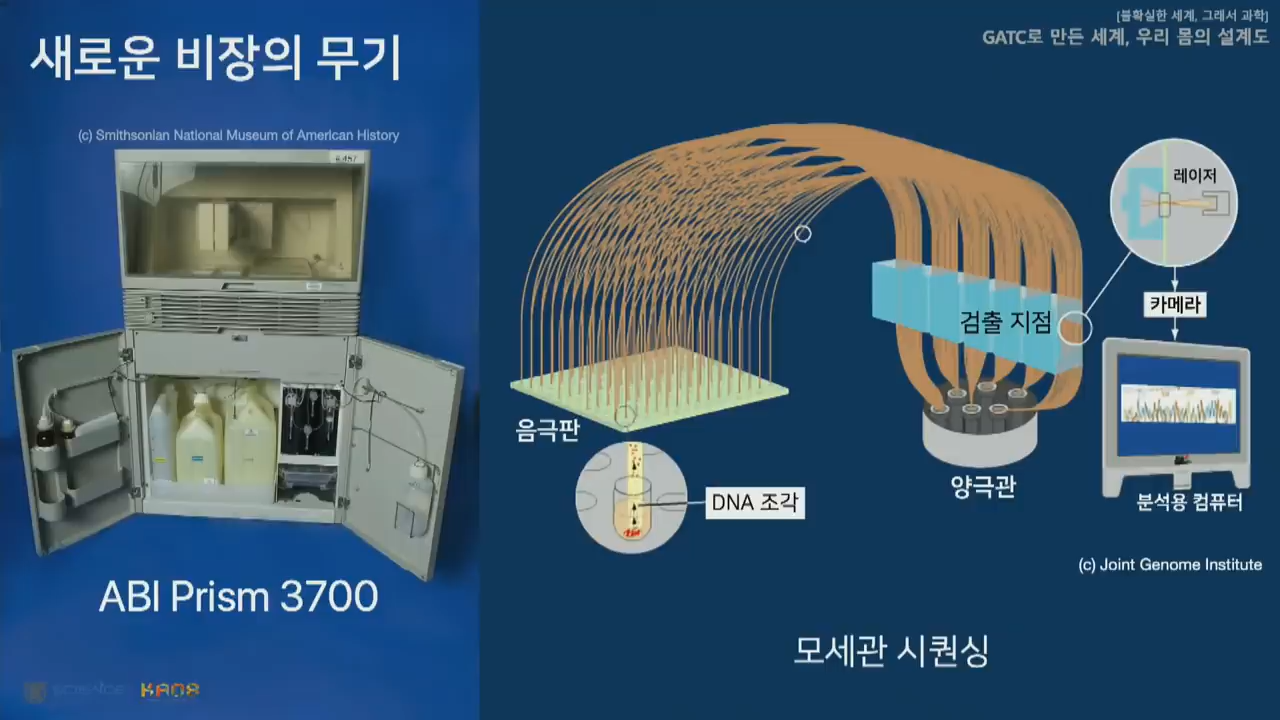 [불확실한 세계, 그래서 과학]
GATC로 만든 세계, 우리 몸의 설계도
새로운 비장의 무기
(c) Smithsonian National Museum of American History
레이저
카메라
검출 지점
음극판
양극관
DNA 조각
분석용 컴퓨터
(c) Joint Genome Institute
ABI Prism 3700
모세관 시퀀싱
SCIENCE
KAOS